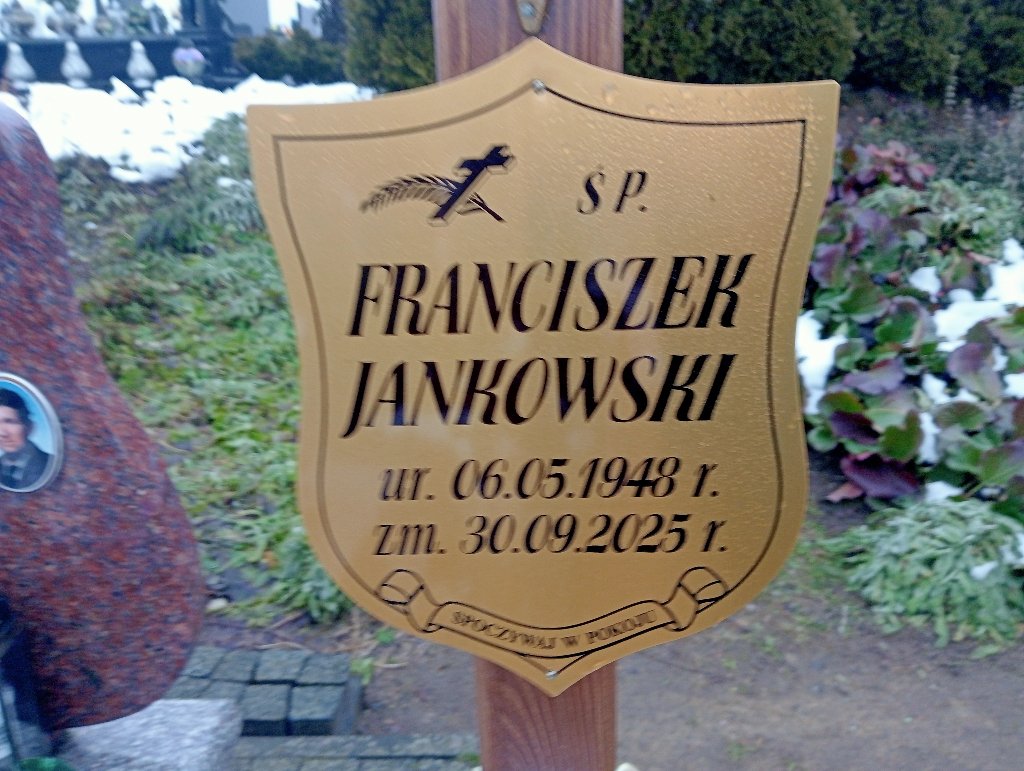 Ś P.
FRANCISZEK
JANKOWSKI
ur. 06.05.1948 r.
zm. 30.09.2025 r.
SPOCZYWAJ W POKOJU